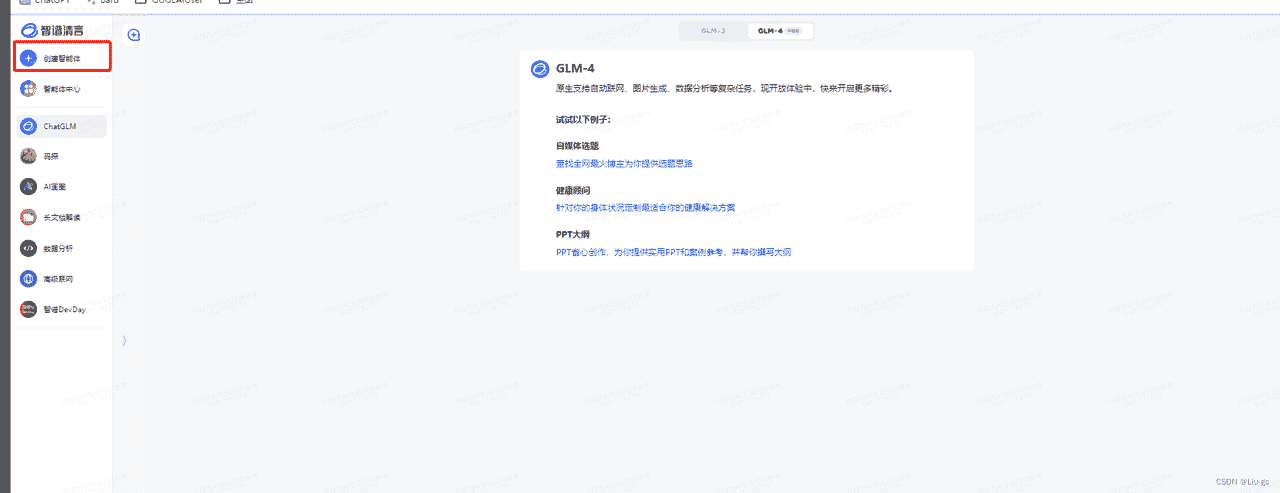 ChatGPT
Bard
智谱清言
创建智能体
智能体中心
ChatGLM
码探
AI画图
长文档解读
数据分析
高级联网
智谱DevDay
GLM-3
GLM-4
GLM-4
原生支持自动联网、图片生成、数据分析等复杂任务，现开放体验中，快来开启更多精彩。
试试以下例子：
自媒体选题
查找全网最火博主为你提供选题思路
健康顾问
针对你的身体状况定制最适合你的健康解决方案
PPT大纲
PPT省心创作，为你提供实用PPT和案例参考，并帮你撰写大纲
CSDN @Liu-gc